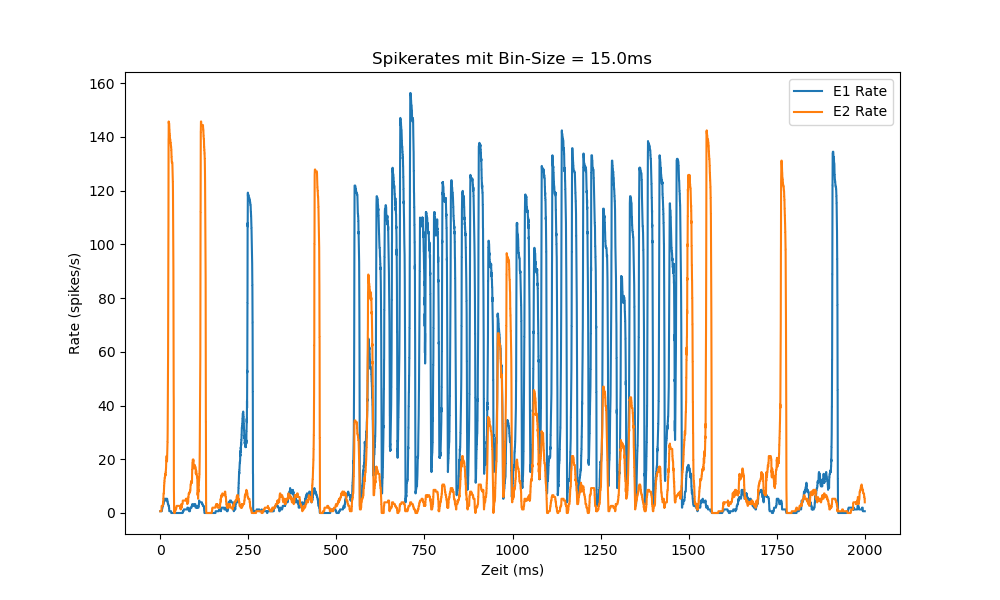 Spikerates mit Bin-Size = 15.0ms
E1 Rate
E2 Rate
160
140
120
100
80
60
40
20
0
Rate (spikes/s)
0 250 500 750 1000 1250 1500 1750 2000
Zeit (ms)